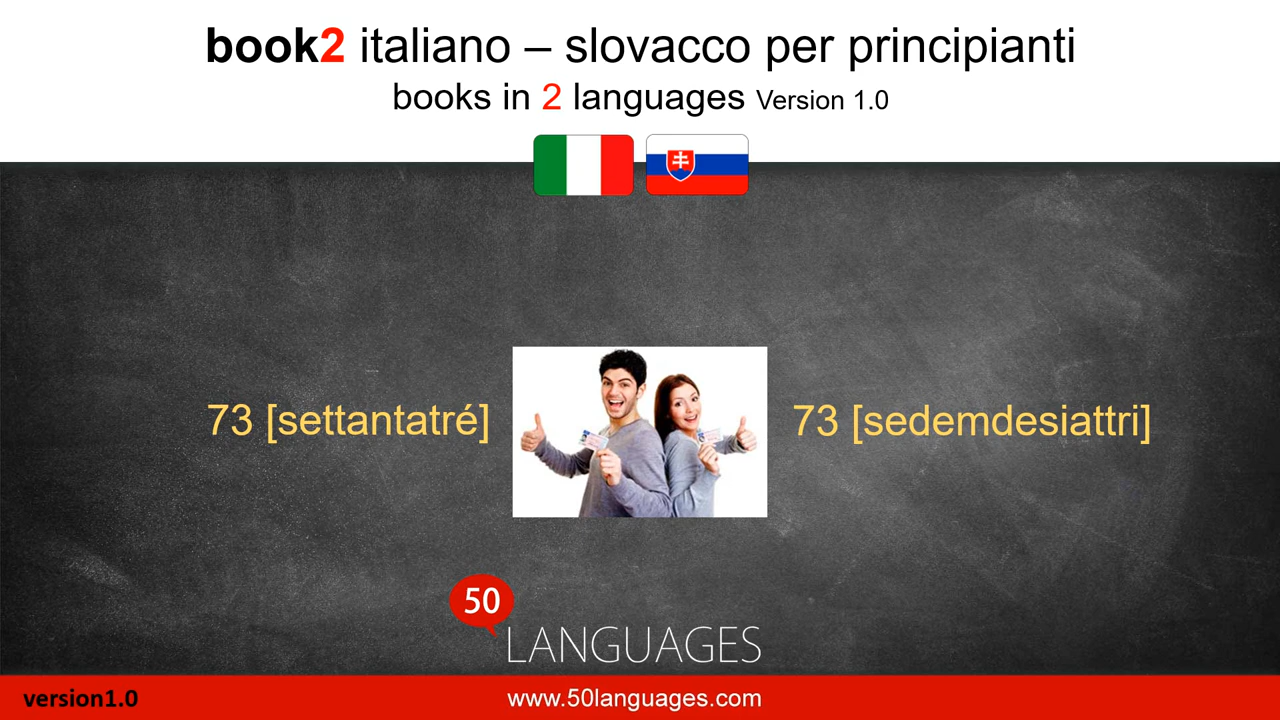 book2 italiano – slovacco per principianti
books in 2 languages Version 1.0
73 [settantatré]
73 [sedemdesiattri]
50
LANGUAGES
version1.0
www.50languages.com